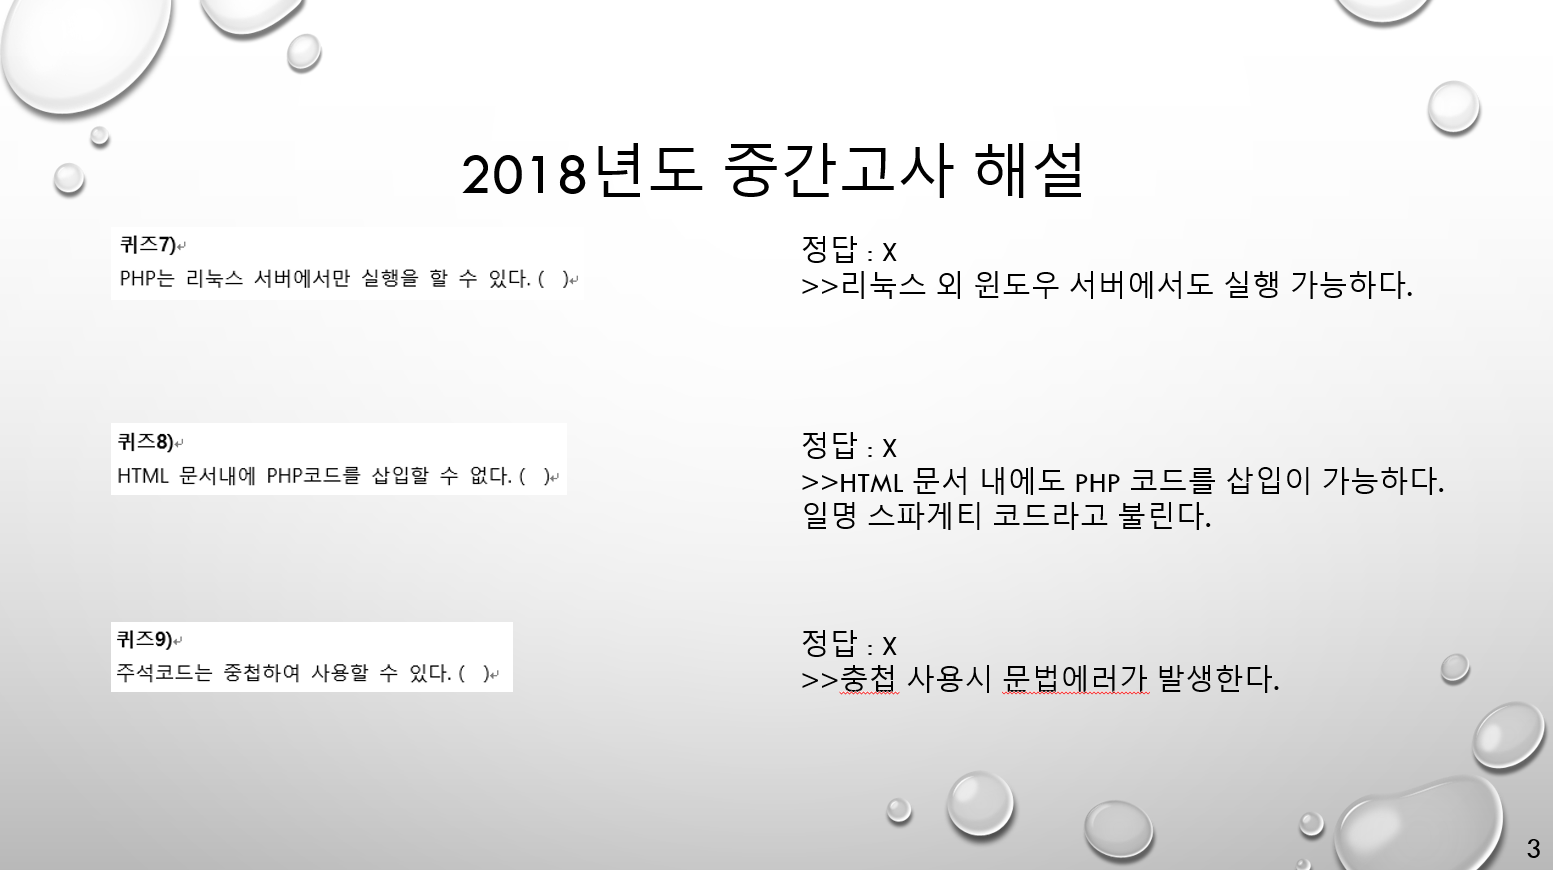 2018년도 중간고사 해설
퀴즈7)
PHP는 리눅스 서버에서만 실행을 할 수 있다. ( )
정답 : X
>>리눅스 외 윈도우 서버에서도 실행 가능하다.
퀴즈8)
HTML 문서내에 PHP코드를 삽입할 수 없다. ( )
정답 : X
>>HTML 문서 내에도 PHP 코드를 삽입이 가능하다.
일명 스파게티 코드라고 불린다.
퀴즈9)
주석코드는 중첩하여 사용할 수 있다. ( )
정답 : X
>>충첩 사용시 문법에러가 발생한다.
3